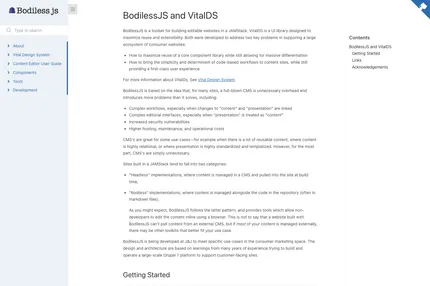 Bodiless.js
Type to search
About
Vital Design System
Content Editor User Guide
Components
Tools
Development
BodilessJS and VitalDS
BodilessJS is a toolset for building editable websites in a JAMStack. VitalDS is a UI library designed to
maximize reuse and extensibility. Both were developed to address two key problems in supporting a large
ecosystem of consumer websites:
How to maximize reuse of a core component library while still allowing for massive differentiation
How to bring the simplicity and determinism of code-based workflows to content sites, while still
providing a first-class user experience
For more information about VitalDS, See Vital Design System.
BodilessJS is based on the idea that, for many sites, a full-blown CMS is unnecessary overhead and
introduces more problems than it solves, including:
Complex workflows, especially when changes to "content" and "presentation" are linked
Complex editorial interfaces, especially when "presentation" is treated as "content"
Increased security vulnerabilities
Higher hosting, maintenance, and operational costs
CMS's are great for some use-cases—for example when there is a lot of reusable content, where content
is highly relational, or where presentation is highly standardized and templatized. However, for the most
part, CMS's are simply unnecessary.
Sites built in a JAMStack tend to fall into two categories:
"Headless" implementations, where content is managed in a CMS and pulled into the site at build
time.
"Bodiless" implementations, where content is managed alongside the code in the repository (often in
markdown files).
As you might expect, BodilessJS follows the latter pattern, and provides tools which allow non-
developers to edit the content inline using a browser. This is not to say that a website built with
BodilessJS can't pull content from an external CMS, but if most of your content is managed externally,
there may be other toolkits that better fit your use case.
BodilessJS is being developed at J&J to meet specific use-cases in the consumer marketing space. The
design and architecture are based on learnings from many years of experience trying to build and
operate a large-scale Drupal 7 platform to support customer-facing sites.
Getting Started
Contents
BodilessJS and VitalDS
Getting Started
Links
Acknowledgements